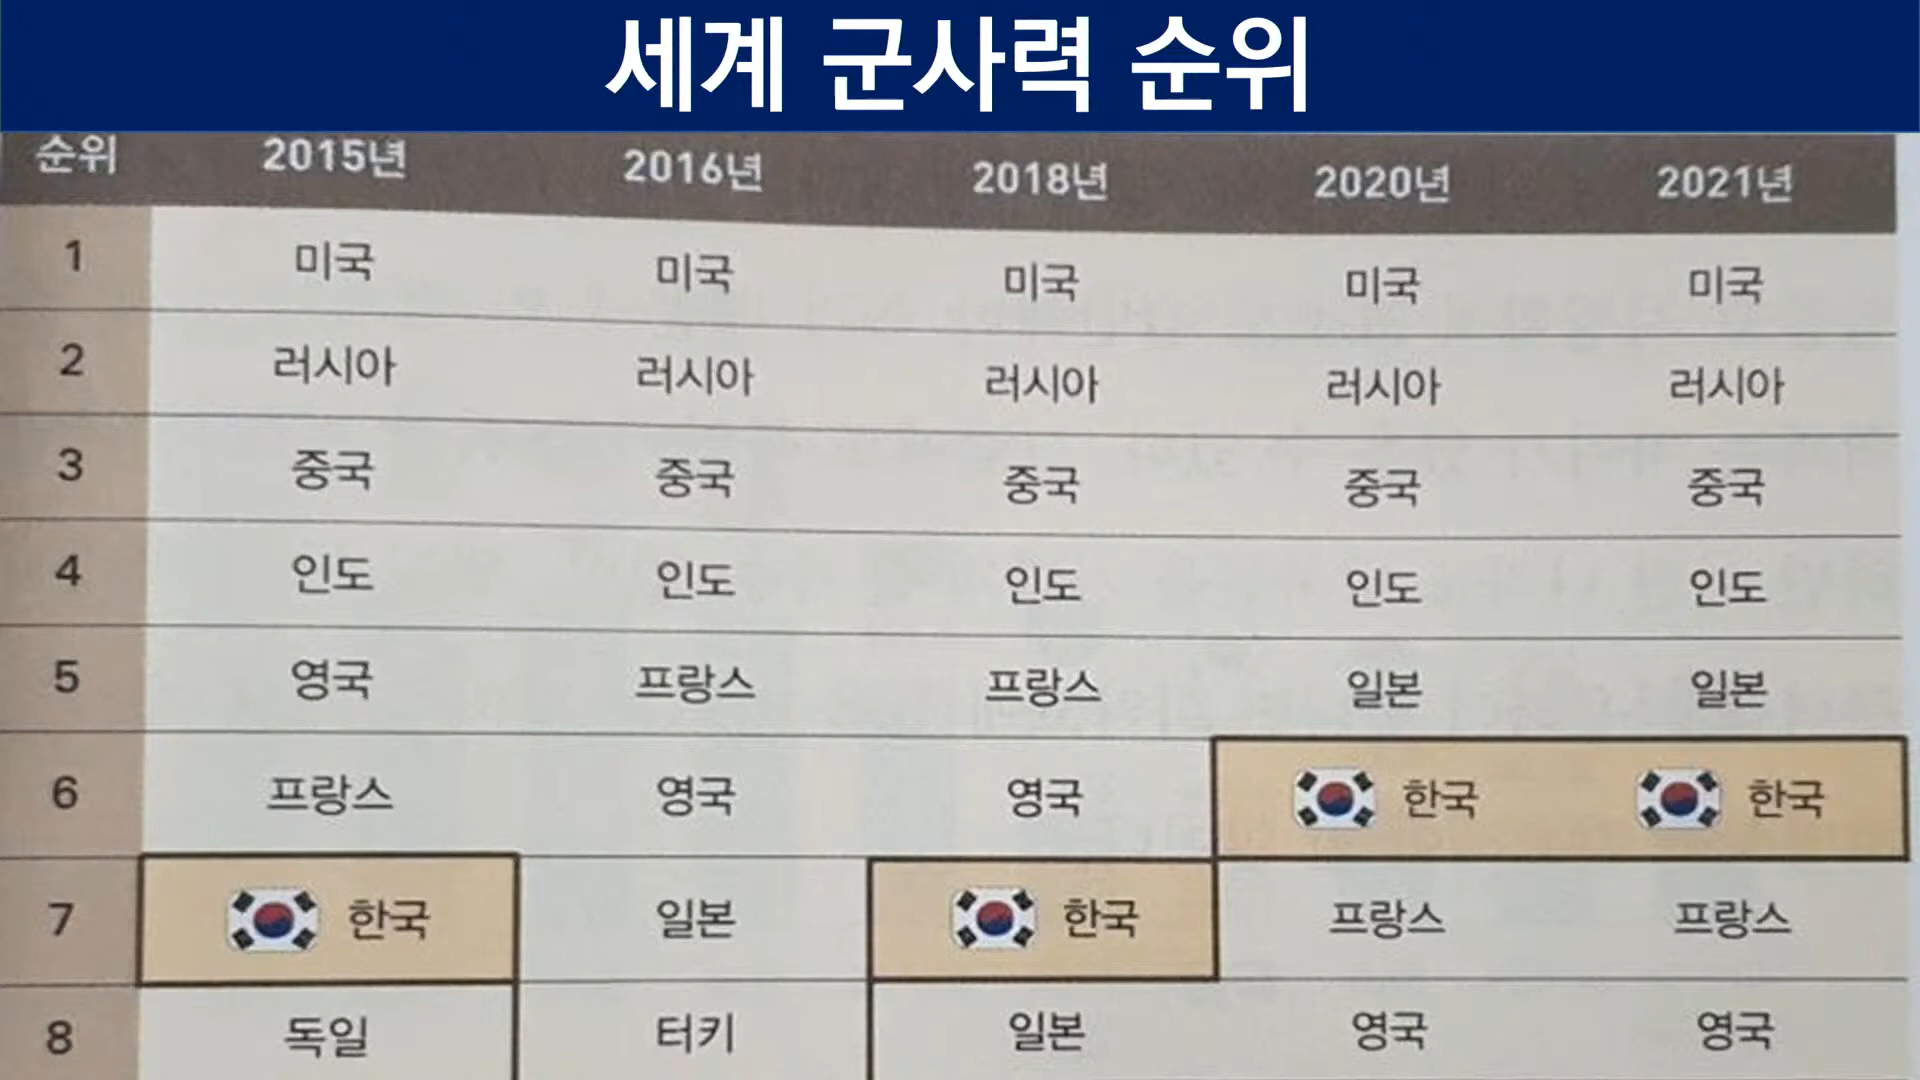 세계 군사력 순위
순위 2015년 2016년 2018년 2020년 2021년
1 미국 미국 미국 미국 미국
2 러시아 러시아 러시아 러시아 러시아
3 중국 중국 중국 중국 중국
4 인도 인도 인도 인도 인도
5 영국 프랑스 프랑스 일본 일본
6 프랑스 영국 영국 한국 한국
7 한국 일본 한국 프랑스 프랑스
8 독일 터키 일본 영국 영국